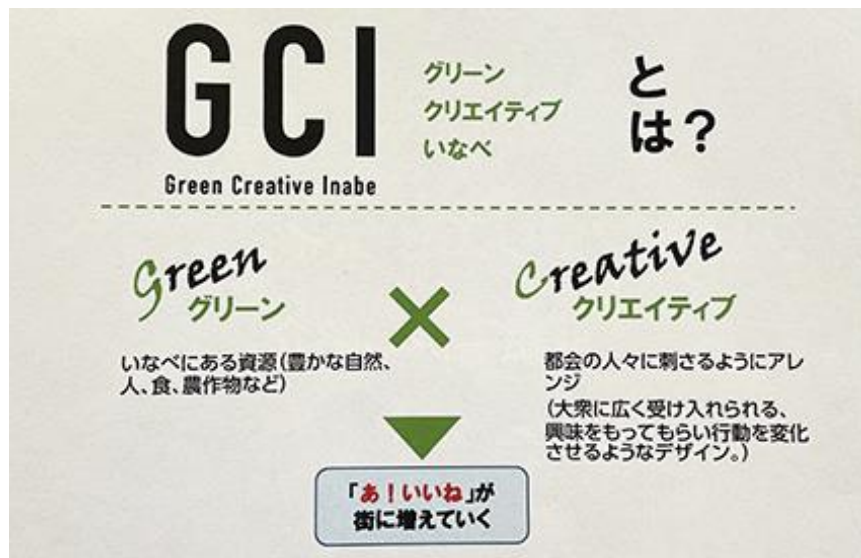 GCI
Green Creative Inabe
グリーン
クリエイティブ
いなべ
とは？
Green
グリーン
×
Creative
クリエイティブ
いなべにある資源(豊かな自然、
人、食、農作物など)
都会の人々に刺さるようにアレ
ンジ
(大衆に広く受け入れられる、
興味をもってもらい行動を変化
させるようなデザイン。)
「あ！いいね」が
街に増えていく